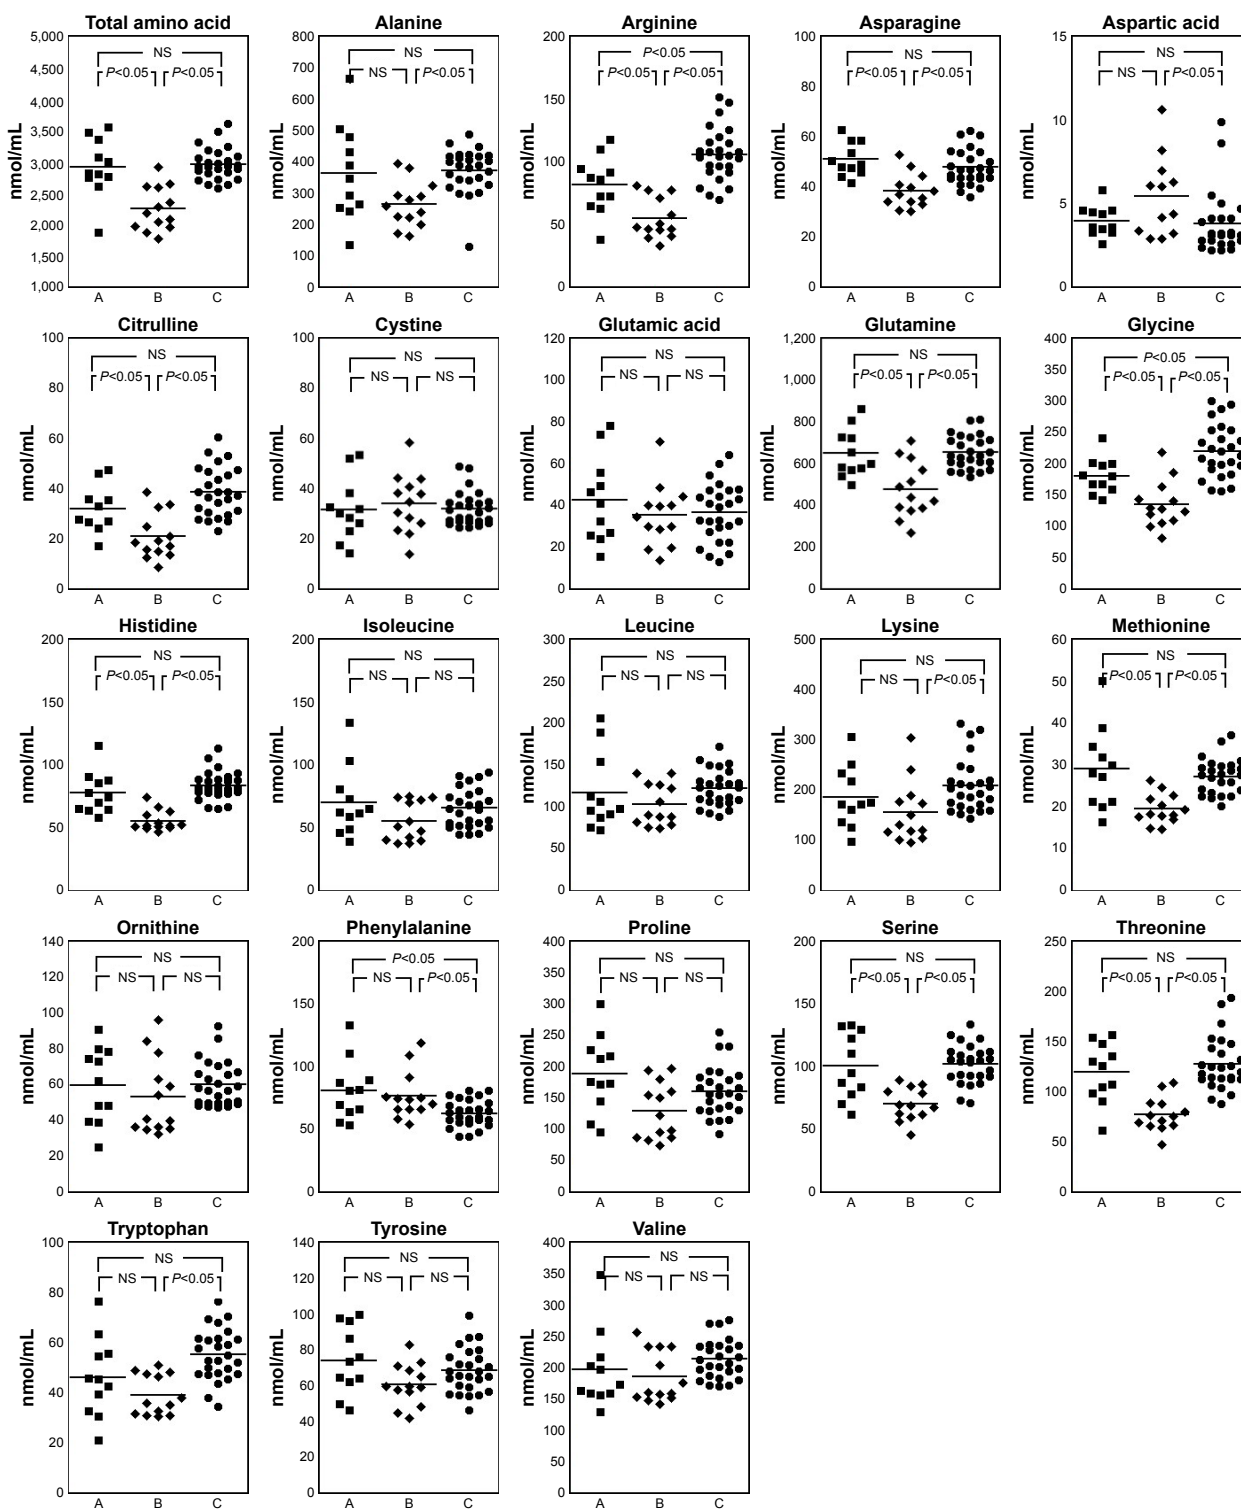 Total amino acid
Alanine
Arginine
Asparagine
Aspartic acid
nmol/mL
5,000
4,500
4,000
3,500
3,000
2,500
2,000
1,500
1,000
NS
P<0.05
P<0.05
A
B
C
nmol/mL
800
700
600
500
400
300
200
100
0
NS
NS
P<0.05
A
B
C
nmol/mL
200
150
100
50
0
P<0.05
P<0.05
P<0.05
A
B
C
nmol/mL
100
80
60
40
20
0
NS
P<0.05
P<0.05
A
B
C
nmol/mL
15
10
5
0
NS
NS
P<0.05
A
B
C
Citrulline
Cystine
Glutamic acid
Glutamine
Glycine
nmol/mL
100
80
60
40
20
0
NS
P<0.05
P<0.05
A
B
C
nmol/mL
100
80
60
40
20
0
NS
NS
NS
A
B
C
nmol/mL
120
100
80
60
40
20
0
NS
NS
NS
A
B
C
nmol/mL
1,200
1,000
800
600
400
200
0
NS
P<0.05
P<0.05
A
B
C
nmol/mL
400
350
300
250
200
150
100
50
0
P<0.05
P<0.05
P<0.05
A
B
C
Histidine
Isoleucine
Leucine
Lysine
Methionine
nmol/mL
200
150
100
50
0
NS
P<0.05
P<0.05
A
B
C
nmol/mL
200
150
100
50
0
NS
NS
NS
A
B
C
nmol/mL
300
250
200
150
100
50
0
NS
NS
NS
A
B
C
nmol/mL
500
400
300
200
100
0
NS
NS
P<0.05
A
B
C
nmol/mL
60
50
40
30
20
10
0
NS
P<0.05
P<0.05
A
B
C
Ornithine
Phenylalanine
Proline
Serine
Threonine
nmol/mL
140
120
100
80
60
40
20
0
NS
NS
NS
A
B
C
nmol/mL
200
150
100
50
0
P<0.05
NS
P<0.05
A
B
C
nmol/mL
400
350
300
250
200
150
100
50
0
NS
NS
NS
A
B
C
nmol/mL
200
150
100
50
0
NS
P<0.05
P<0.05
A
B
C
nmol/mL
250
200
150
100
50
0
NS
P<0.05
P<0.05
A
B
C
Tryptophan
Tyrosine
Valine
nmol/mL
100
80
60
40
20
0
NS
NS
P<0.05
A
B
C
nmol/mL
140
120
100
80
60
40
20
0
NS
NS
NS
A
B
C
nmol/mL
400
350
300
250
200
150
100
50
0
NS
NS
NS
A
B
C